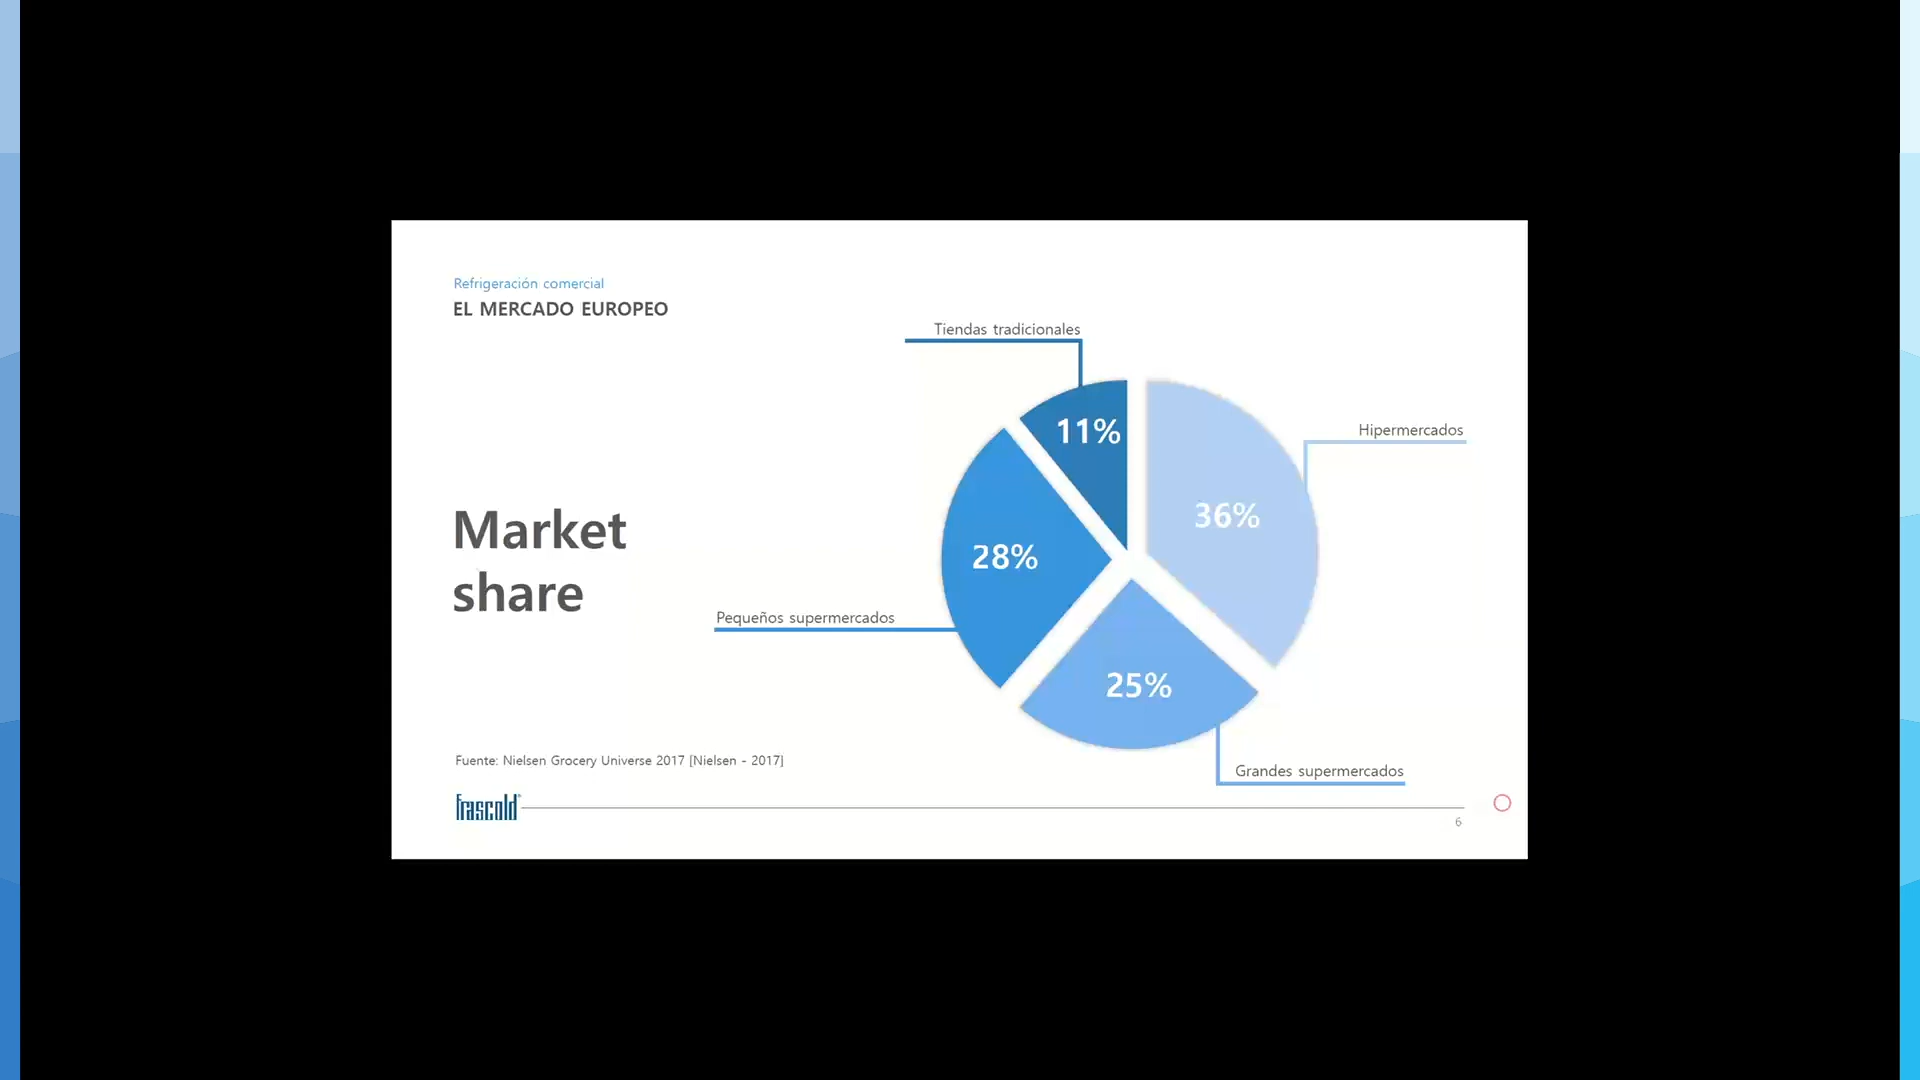 Refrigeración comercial
EL MERCADO EUROPEO
Tiendas tradicionales
11%
Hipermercados
36%
Market
share
28%
Pequeños supermercados
25%
Grandes supermercados
Fuente: Nielsen Grocery Universe 2017 [Nielsen - 2017]
frascold®
6